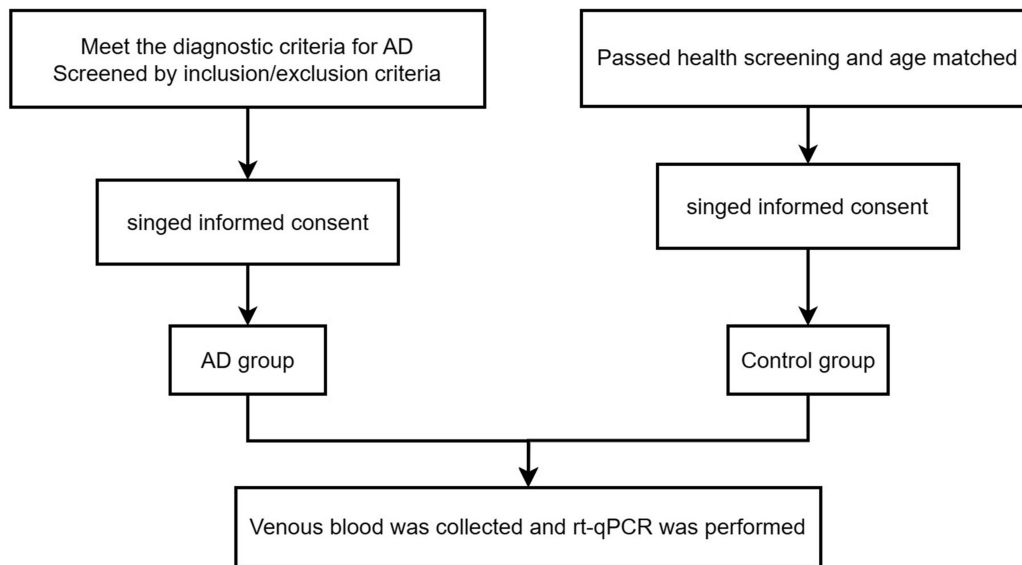 Meet the diagnostic criteria for AD
Screened by inclusion/exclusion criteria
Passed health screening and age matched
singed informed consent
singed informed consent
AD group
Control group
Venous blood was collected and rt-qPCR was performed